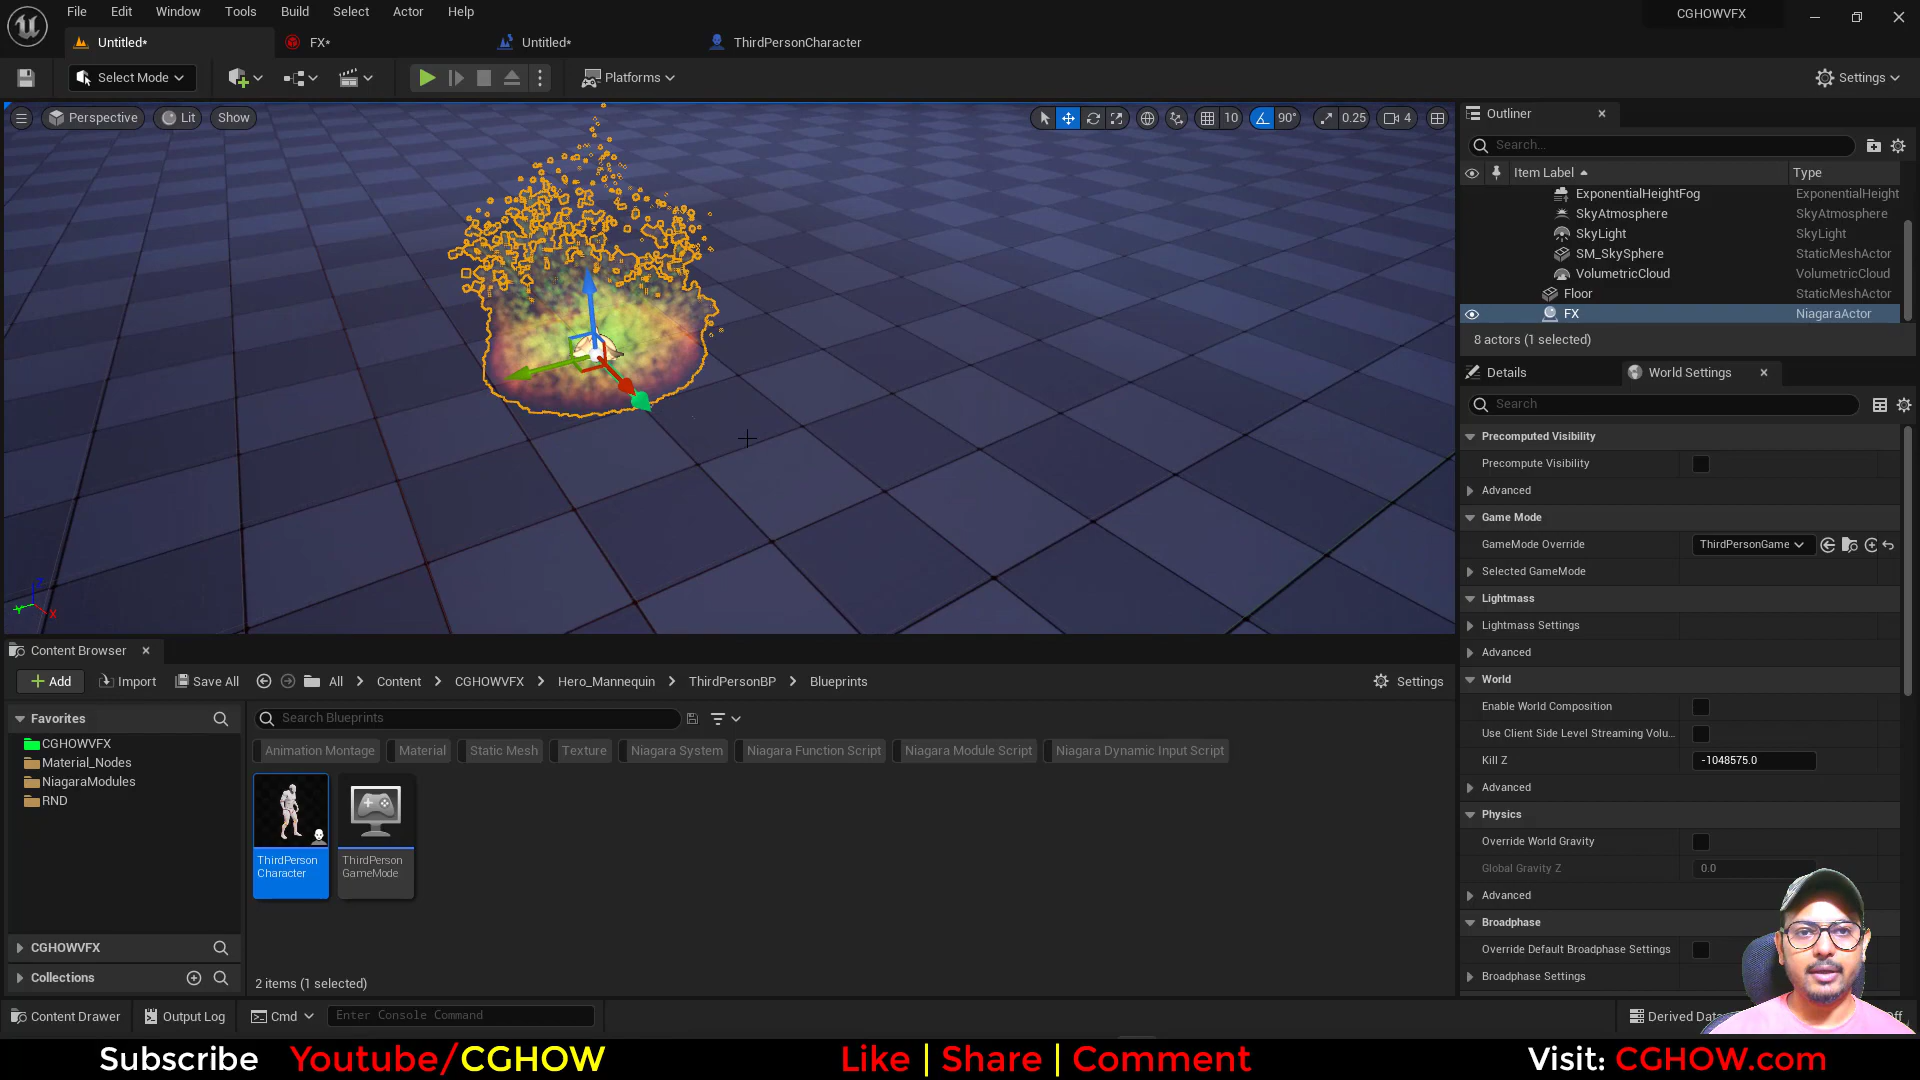 File Edit Window Tools Build Select Actor Help
CGHOWVFX
Untitled* FX* Untitled* ThirdPersonCharacter
Select Mode Platforms Settings
Perspective Lit Show 10 90° 0.25 4
Outliner
Search...
Item Label Type
ExponentialHeightFog ExponentialHeight
SkyAtmosphere SkyAtmosphere
SkyLight SkyLight
SM_SkySphere StaticMeshActor
VolumetricCloud VolumetricCloud
Floor StaticMeshActor
FX NiagaraActor
8 actors (1 selected)
Details World Settings
Search
Precomputed Visibility
Precompute Visibility
Advanced
Game Mode
GameMode Override ThirdPersonGame
Selected GameMode
Lightmass
Lightmass Settings
Advanced
World
Enable World Composition
Use Client Side Level Streaming Volu...
Kill Z -1048575.0
Advanced
Physics
Override World Gravity
Global Gravity Z 0.0
Advanced
Broadphase
Override Default Broadphase Settings
Broadphase Settings
Content Browser
Add Import Save All All Content CGHOWVFX Hero_Mannequin ThirdPersonBP Blueprints Settings
Favorites
CGHOWVFX
Material_Nodes
NiagaraModules
RND
CGHOWVFX
Collections
Search Blueprints
Animation Montage Material Static Mesh Texture Niagara System Niagara Function Script Niagara Module Script Niagara Dynamic Input Script
ThirdPerson
Character
ThirdPerson
GameMode
2 items (1 selected)
Content Drawer Output Log Cmd Enter Console Command
Subscribe Youtube/CGHOW Like | Share | Comment Visit: CGHOW.com